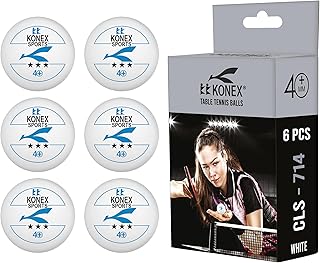 KONEX
SPORTS
★★★
40+
KONEX
SPORTS
★★★
40+
KONEX
SPORTS
★★★
40+
KONEX
SPORTS
★★★
40+
KONEX
SPORTS
★★★
40+
KONEX
SPORTS
★★★
40+
KONEX®
TABLE TENNIS BALLS
40+
MM
6 PCS
CLS - 714
WHITE